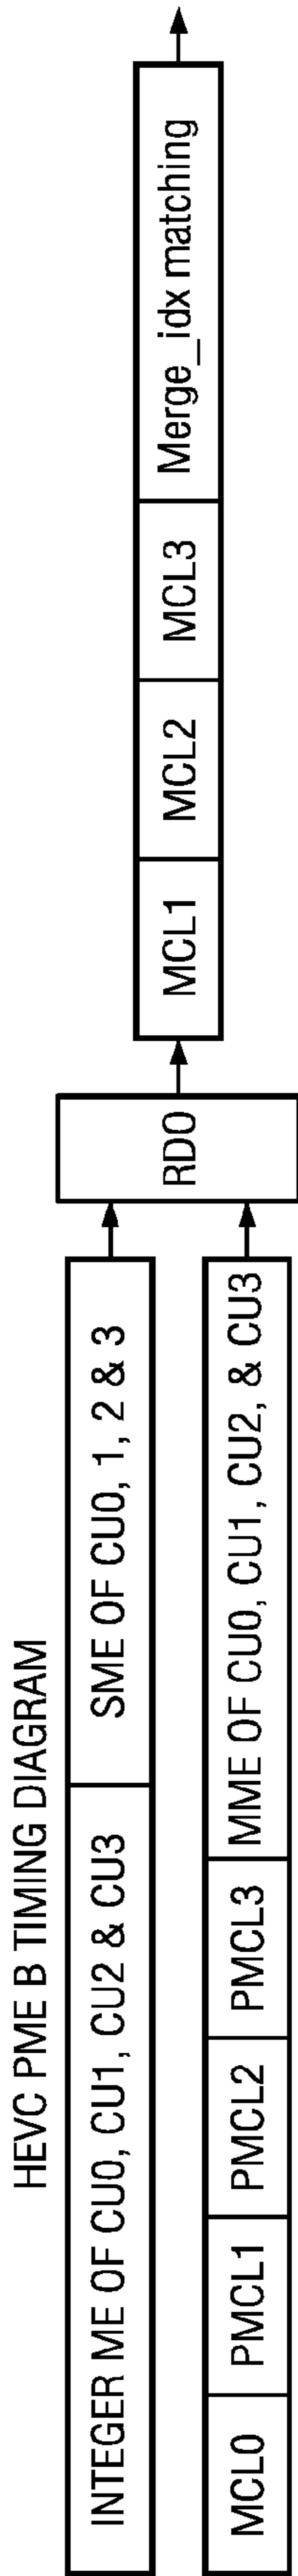 HEVC PME B TIMING DIAGRAM
INTEGER ME OF CU0, CU1, CU2 & CU3
SME OF CU0, 1, 2 & 3
MCL0
PMCL1
PMCL2
PMCL3
MME OF CU0, CU1, CU2, & CU3
RDO
MCL1
MCL2
MCL3
Merge_idx matching